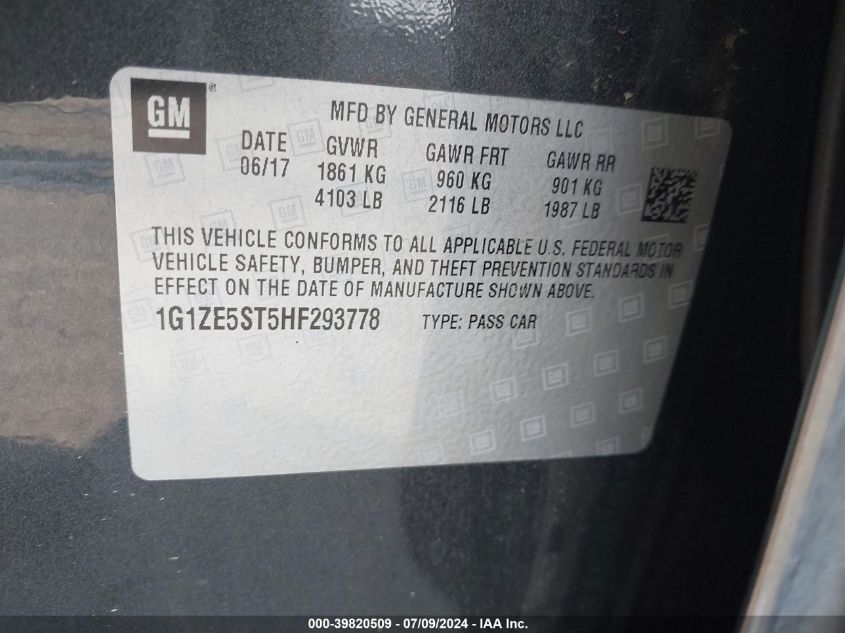 GM®
MFD BY GENERAL MOTORS LLC
DATE GVWR GAWR FRT GAWR RR
06/17 1861 KG 960 KG 901 KG
4103 LB 2116 LB 1987 LB
THIS VEHICLE CONFORMS TO ALL APPLICABLE U.S. FEDERAL MOTOR
VEHICLE SAFETY, BUMPER, AND THEFT PREVENTION STANDARDS IN
EFFECT ON THE DATE OF MANUFACTURE SHOWN ABOVE.
1G1ZE5ST5HF293778 TYPE: PASS CAR
000-39820509 - 07/09/2024 - IAA Inc.